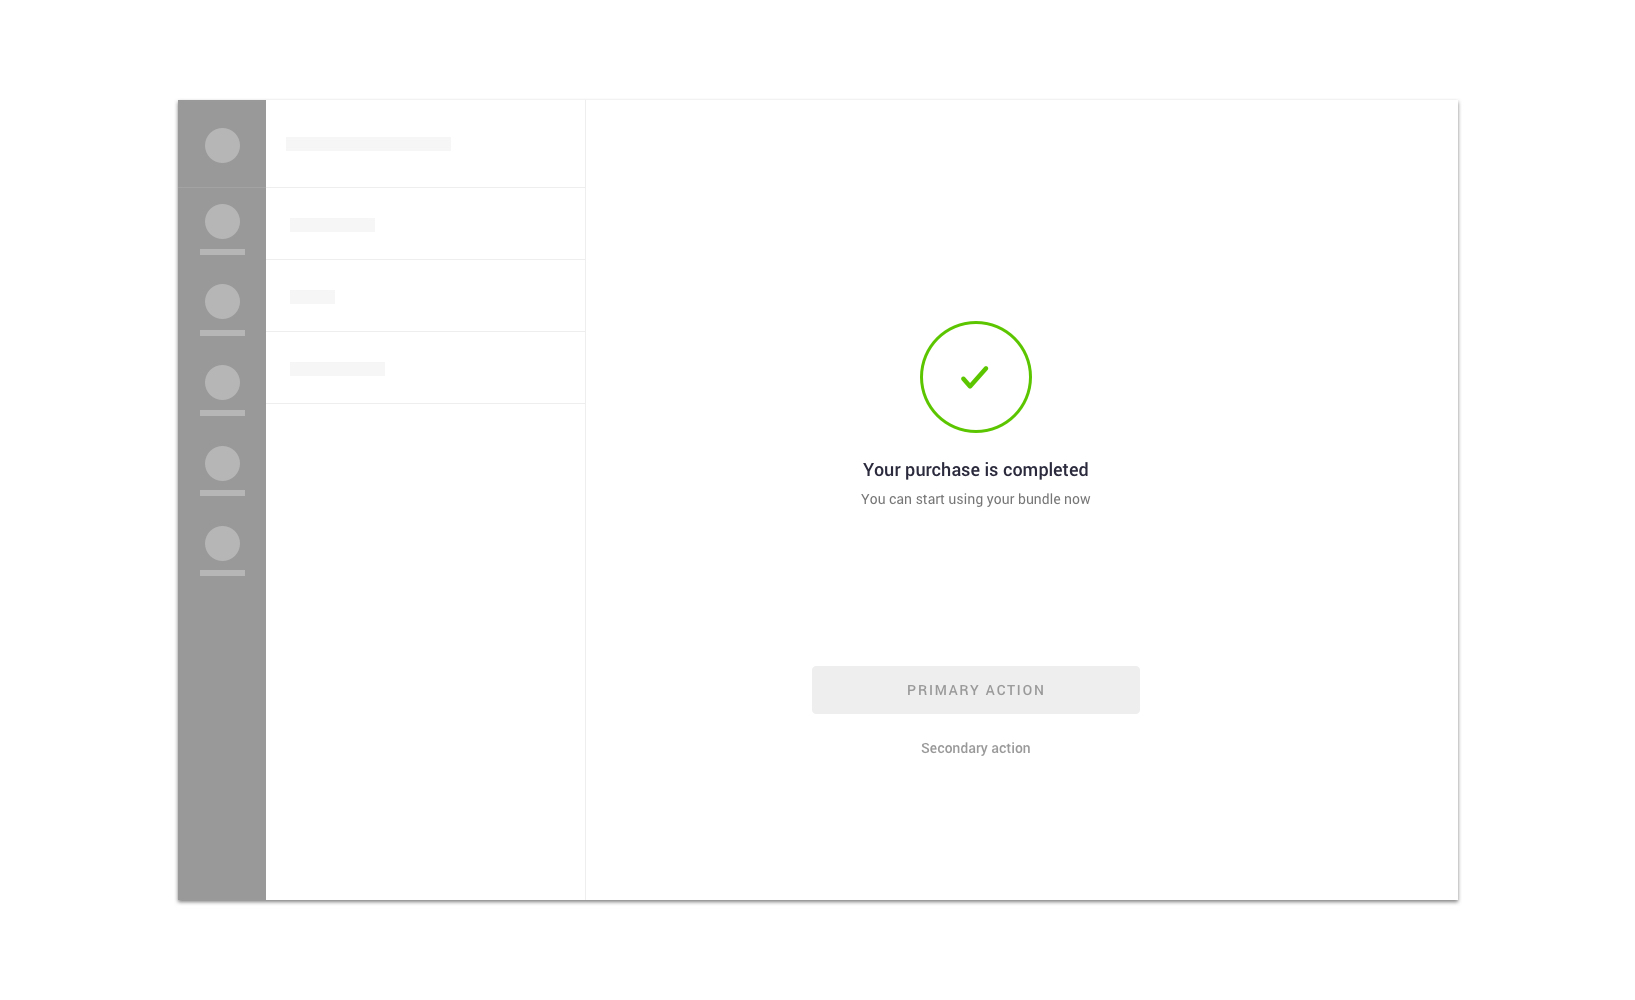 Your purchase is completed
You can start using your bundle now
PRIMARY ACTION
Secondary action